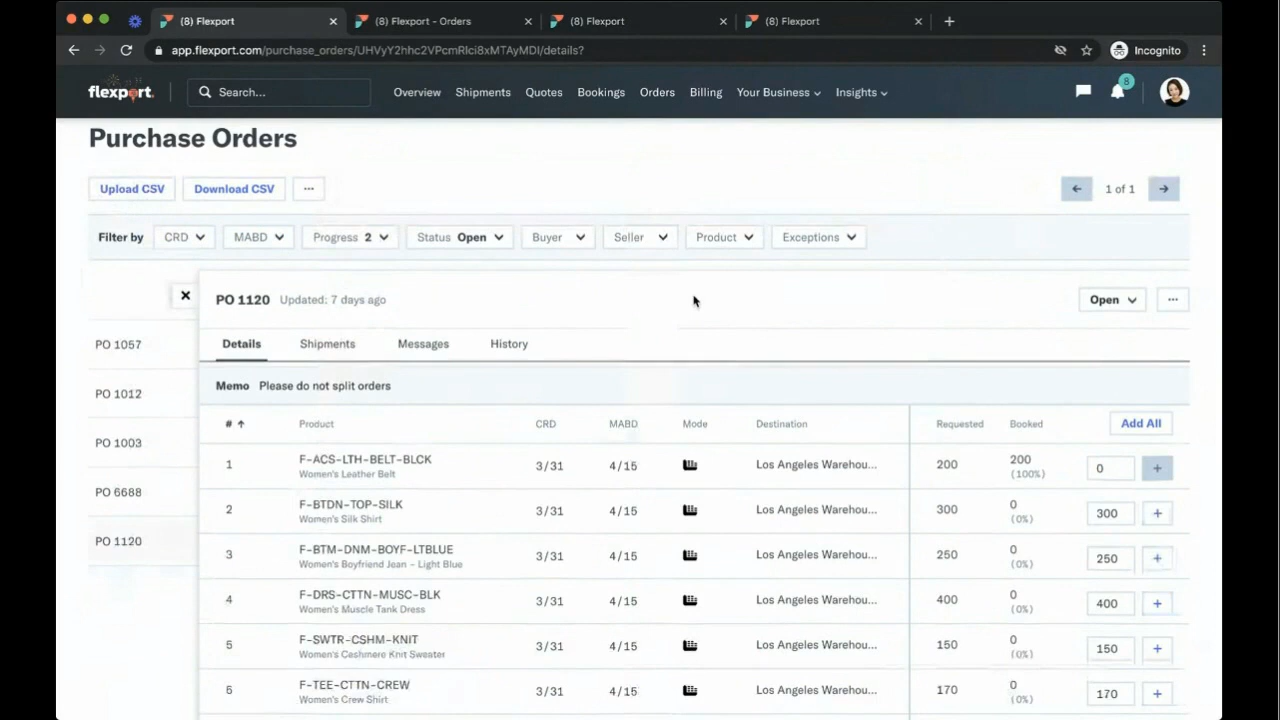 (8) Flexport
(8) Flexport - Orders
(8) Flexport
(8) Flexport
app.flexport.com/purchase_orders/UHVyY2hhc2VPcmRlci8xMTAyMDI/details?
Incognito
flexport.
Search...
Overview
Shipments
Quotes
Bookings
Orders
Billing
Your Business
Insights
8
Purchase Orders
Upload CSV
Download CSV
...
1 of 1
Filter by
CRD
MABD
Progress 2
Status Open
Buyer
Seller
Product
Exceptions
PO 1120 Updated: 7 days ago
Open
...
PO 1057
PO 1012
PO 1003
PO 6688
PO 1120
Details
Shipments
Messages
History
Memo Please do not split orders
# Product CRD MABD Mode Destination Requested Booked Add All
1 F-ACS-LTH-BELT-BLCK 3/31 4/15 Los Angeles Warehou... 200 200 0 +
Women's Leather Belt (100%)
2 F-BTDN-TOP-SILK 3/31 4/15 Los Angeles Warehou... 300 0 300 +
Women's Silk Shirt (0%)
3 F-BTM-DNM-BOYF-LTBLUE 3/31 4/15 Los Angeles Warehou... 250 0 250 +
Women's Boyfriend Jean – Light Blue (0%)
4 F-DRS-CTTN-MUSC-BLK 3/31 4/15 Los Angeles Warehou... 400 0 400 +
Women's Muscle Tank Dress (0%)
5 F-SWTR-CSHM-KNIT 3/31 4/15 Los Angeles Warehou... 150 0 150 +
Women's Cashmere Knit Sweater (0%)
6 F-TEE-CTTN-CREW 3/31 4/15 Los Angeles Warehou... 170 0 170 +
Women's Crew Shirt (0%)